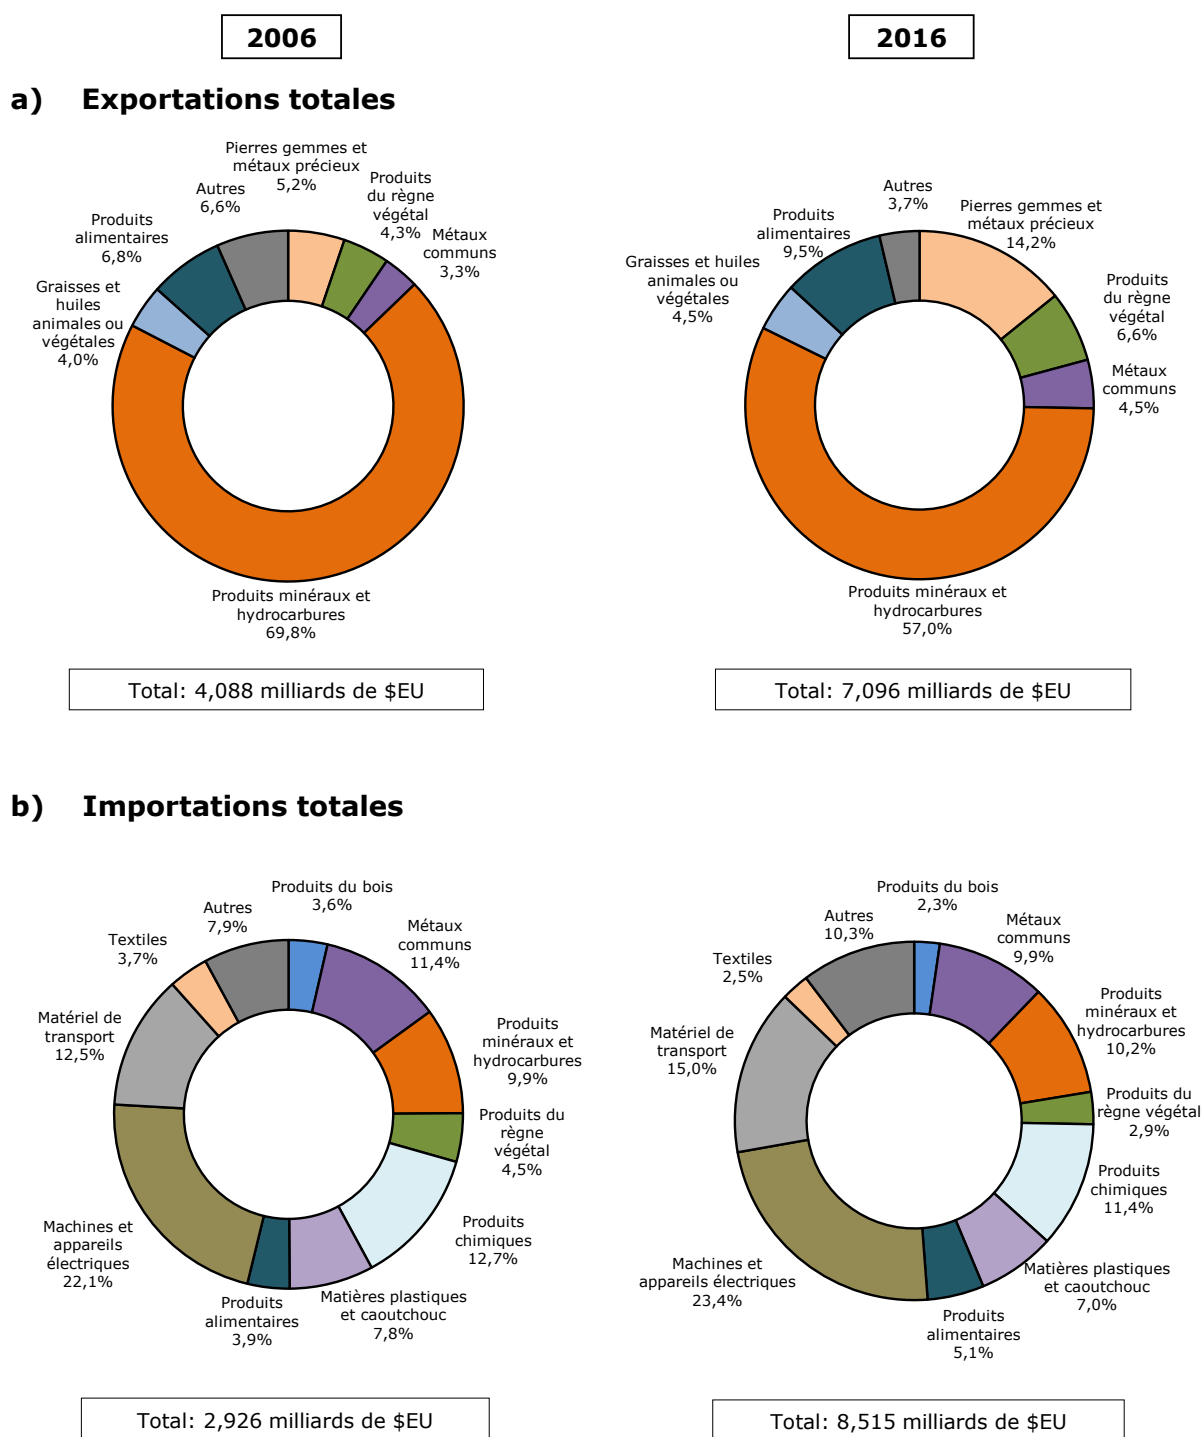 2006
2016
a) Exportations totales
Pierres gemmes et
métaux précieux
5,2%
Produits
du règne
végétal
4,3%
Métaux
communs
3,3%
Produits minéraux et
hydrocarbures
69,8%
Graisses et
huiles
animales ou
végétales
4,0%
Produits
alimentaires
6,8%
Autres
6,6%
Total: 4,088 milliards de $EU
Pierres gemmes et
métaux précieux
14,2%
Produits
du règne
végétal
6,6%
Métaux
communs
4,5%
Produits minéraux et
hydrocarbures
57,0%
Graisses et huiles
animales ou
végétales
4,5%
Produits
alimentaires
9,5%
Autres
3,7%
Total: 7,096 milliards de $EU
b) Importations totales
Produits du bois
3,6%
Métaux
communs
11,4%
Produits
minéraux et
hydrocarbures
9,9%
Produits du
règne
végétal
4,5%
Produits
chimiques
12,7%
Matières plastiques
et caoutchouc
7,8%
Produits
alimentaires
3,9%
Machines et
appareils
électriques
22,1%
Matériel de
transport
12,5%
Textiles
3,7%
Autres
7,9%
Total: 2,926 milliards de $EU
Produits du bois
2,3%
Métaux
communs
9,9%
Produits
minéraux et
hydrocarbures
10,2%
Produits du
règne végétal
2,9%
Produits
chimiques
11,4%
Matières plastiques
et caoutchouc
7,0%
Produits
alimentaires
5,1%
Machines et
appareils électriques
23,4%
Matériel de
transport
15,0%
Textiles
2,5%
Autres
10,3%
Total: 8,515 milliards de $EU